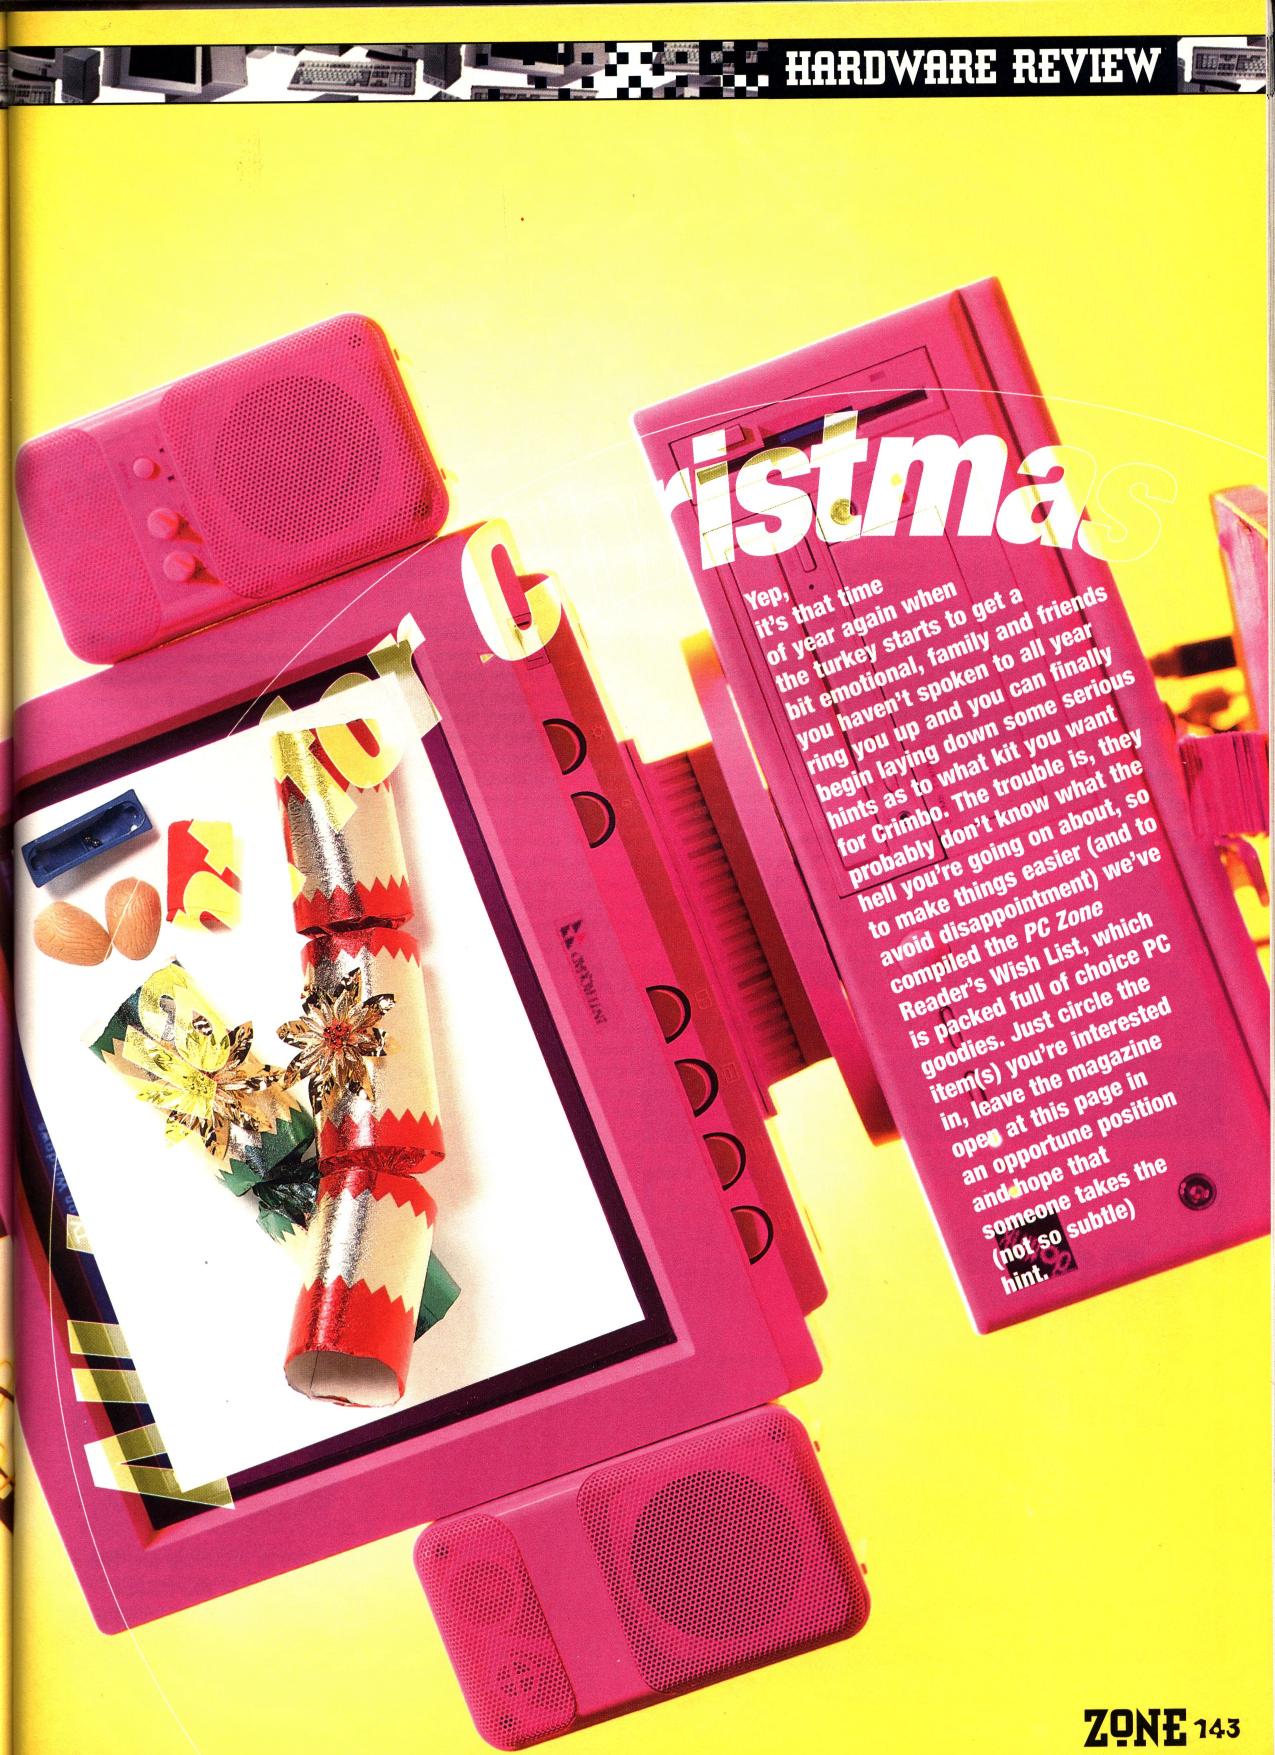 HARDWARE REVIEW
All
for Christmas
Yep,
it's that time
of year again when
the turkey starts to get a
bit emotional, family and friends
you haven't spoken to all year
ring you up and you can finally
begin laying down some serious
hints as to what kit you want
for Crimbo. The trouble is, they
probably don't know what the
hell you're going on about, so
to make things easier (and to
avoid disappointment) we've
compiled the PC Zone
Reader's Wish List, which
is packed full of choice PC
goodies. Just circle the
item(s) you're interested
in, leave the magazine
open at this page in
an opportune position
and hope that
someone takes the
(not so subtle)
hint.
ZONE 143